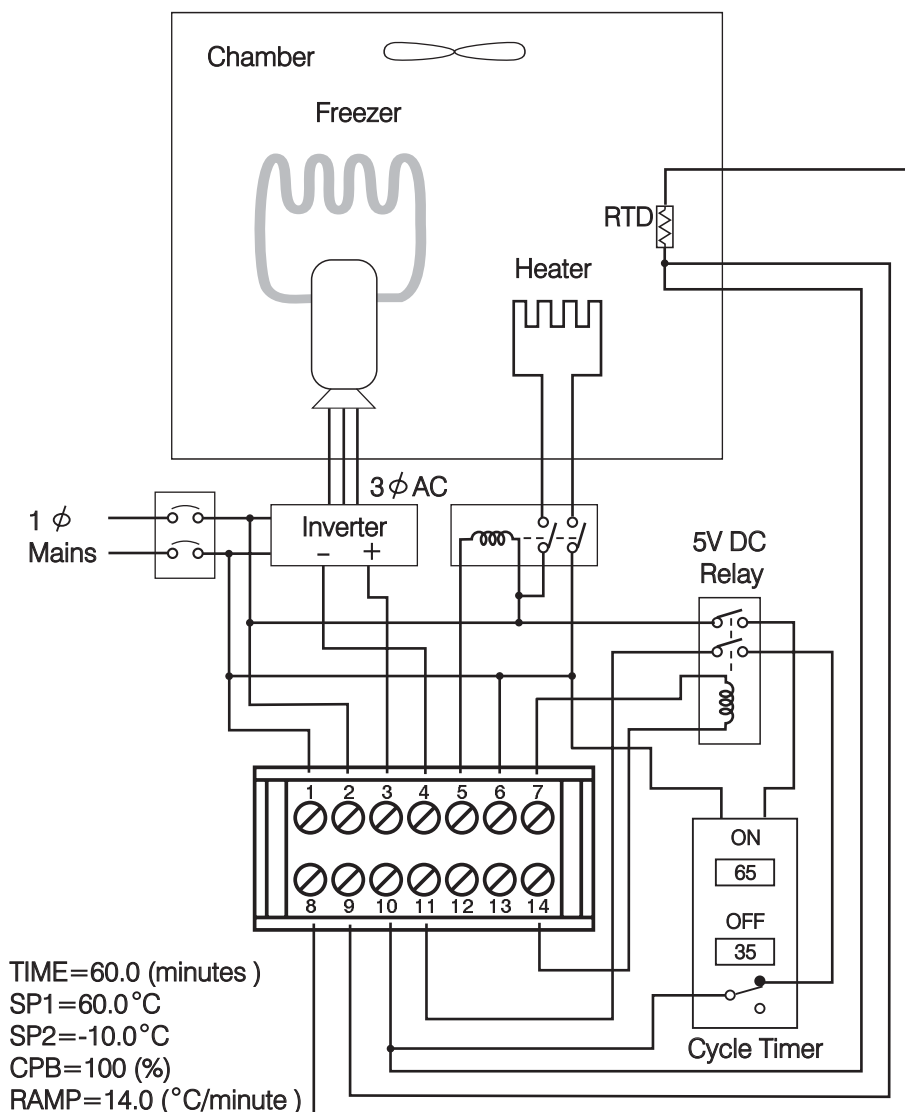 Chamber
Freezer
RTD
Heater
3 ϕ AC
1 ϕ
Mains
Inverter
− +
5V DC
Relay
1 2 3 4 5 6 7
8 9 10 11 12 13 14
ON
65
OFF
35
Cycle Timer
TIME=60.0 (minutes )
SP1=60.0°C
SP2=-10.0°C
CPB=100 (%)
RAMP=14.0 (°C/minute )